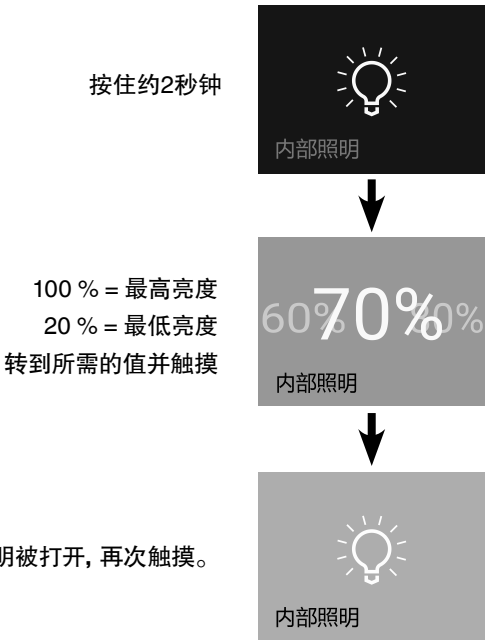 按住约2秒钟
内部照明
100 % = 最高亮度
20 % = 最低亮度
转到所需的值并触摸
60% 70% 80%
内部照明
明被打开, 再次触摸。
内部照明